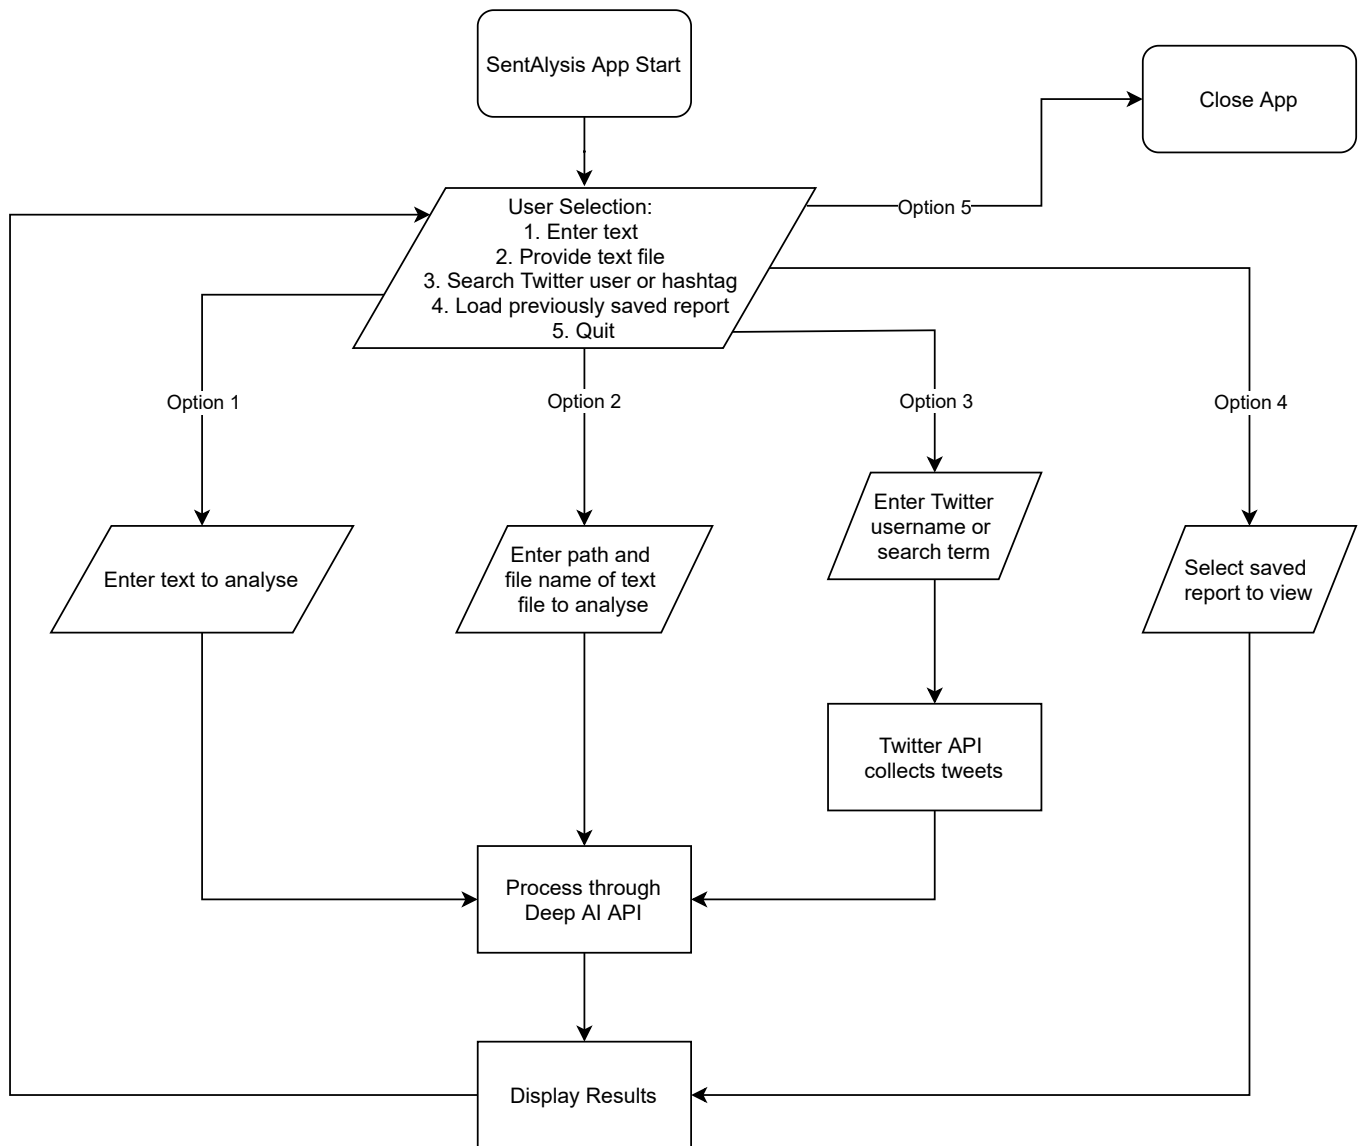 SentAlysis App Start
Close App
User Selection:
1. Enter text
2. Provide text file
3. Search Twitter user or hashtag
4. Load previously saved report
5. Quit
Option 5
Option 1
Option 2
Option 3
Option 4
Enter text to analyse
Enter path and
file name of text
file to analyse
Enter Twitter
username or
search term
Select saved
report to view
Twitter API
collects tweets
Process through
Deep AI API
Display Results